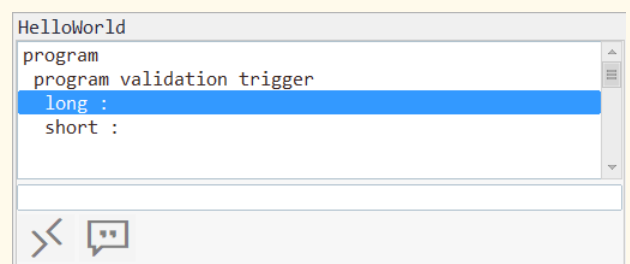 HelloWorld
program
program validation trigger
long :
short :